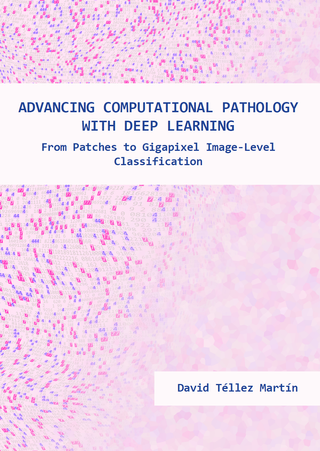 ADVANCING COMPUTATIONAL PATHOLOGY
WITH DEEP LEARNING
From Patches to Gigapixel Image-Level
Classification
David Téllez Martín